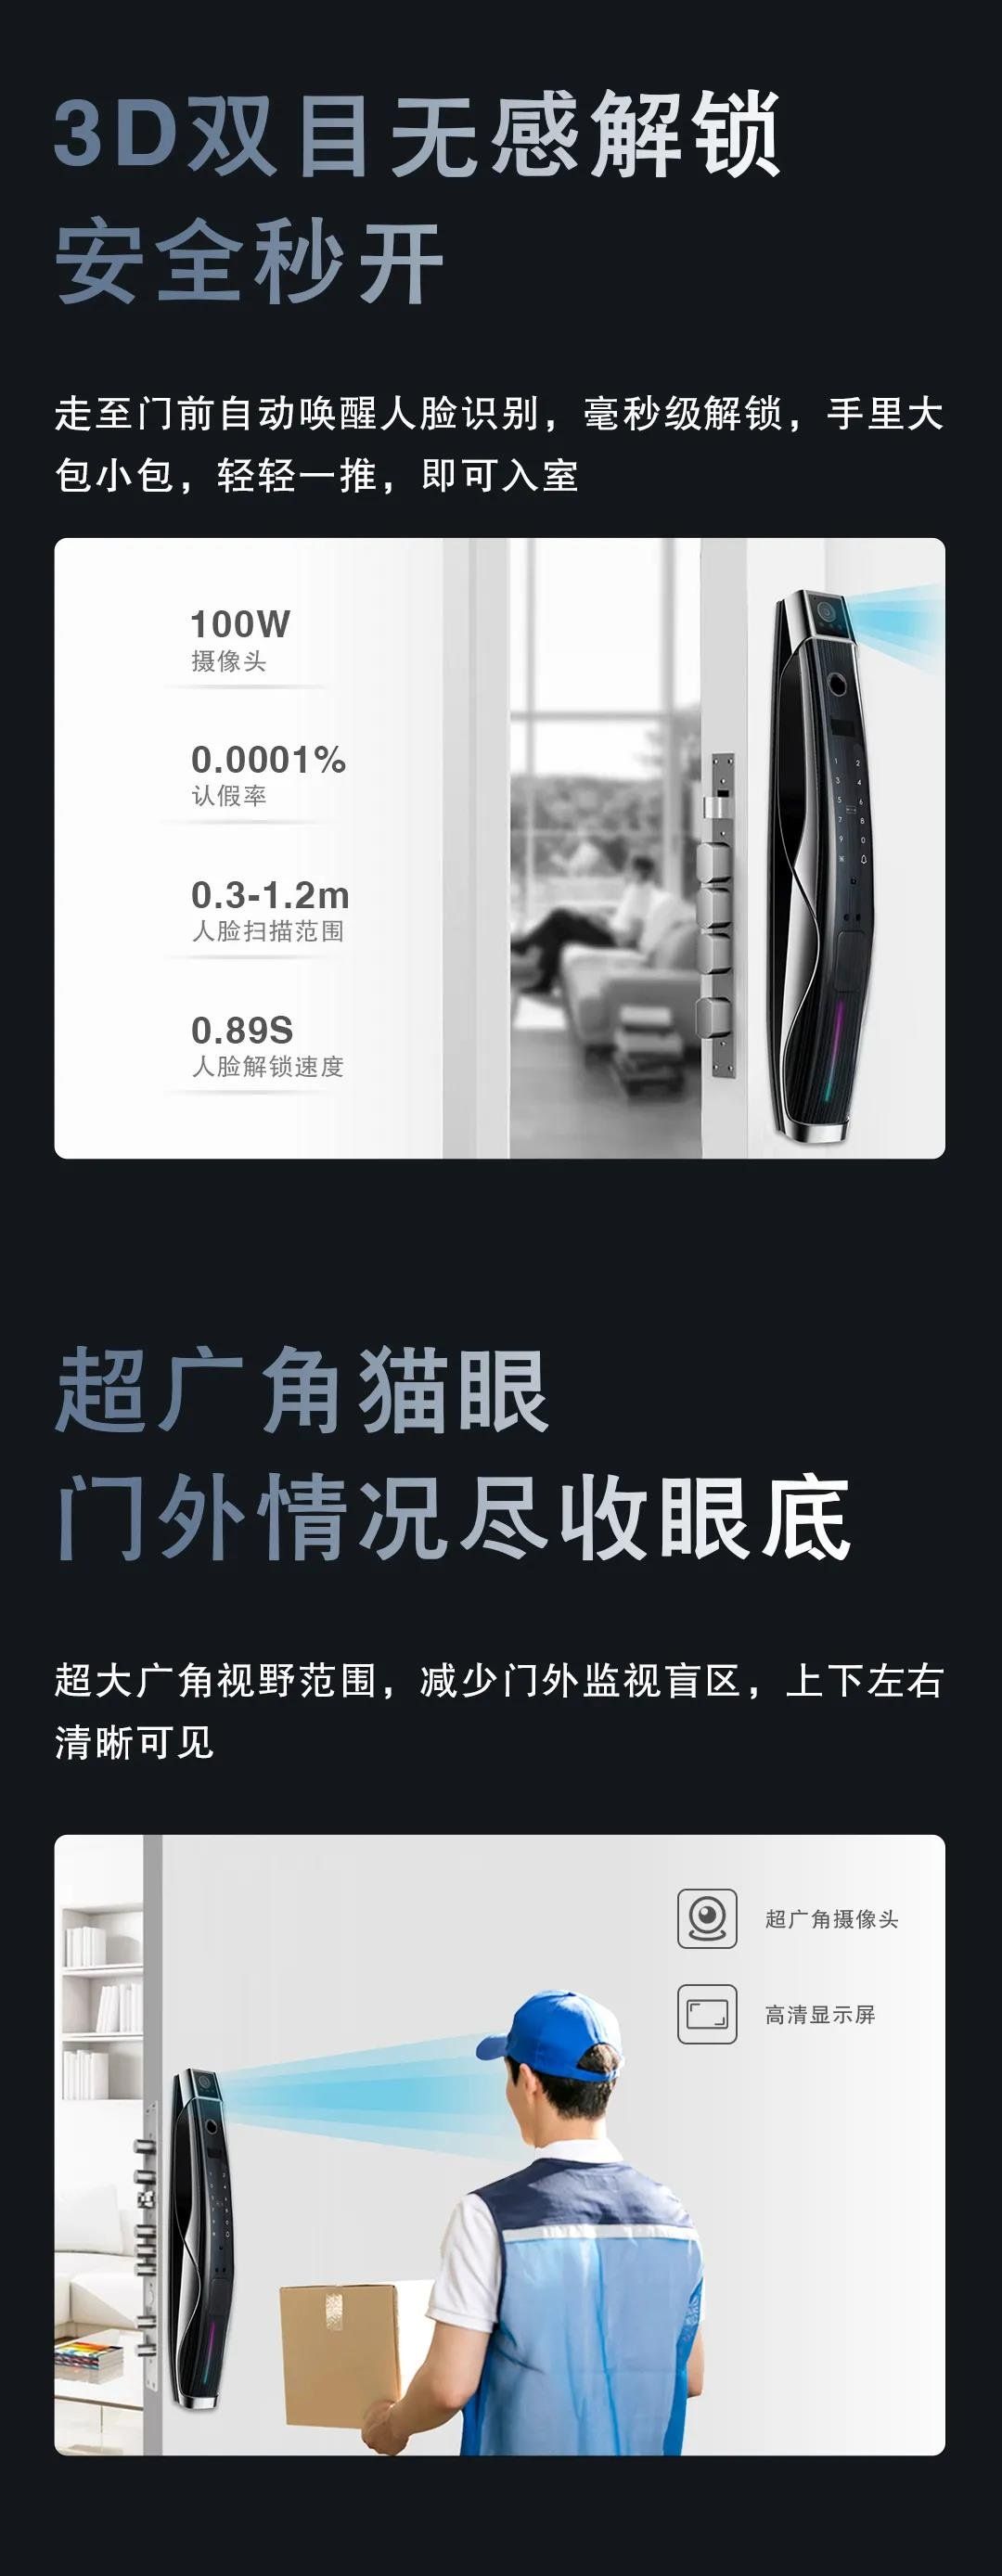 3D双目无感解锁
安全秒开
走至门前自动唤醒人脸识别，毫秒级解锁，手里大
包小包，轻轻一推，即可入室
100W
摄像头
0.0001%
认假率
0.3-1.2m
人脸扫描范围
0.89S
人脸解锁速度
超广角猫眼
门外情况尽收眼底
超大广角视野范围，减少门外监视盲区，上下左右
清晰可见
超广角摄像头
高清显示屏